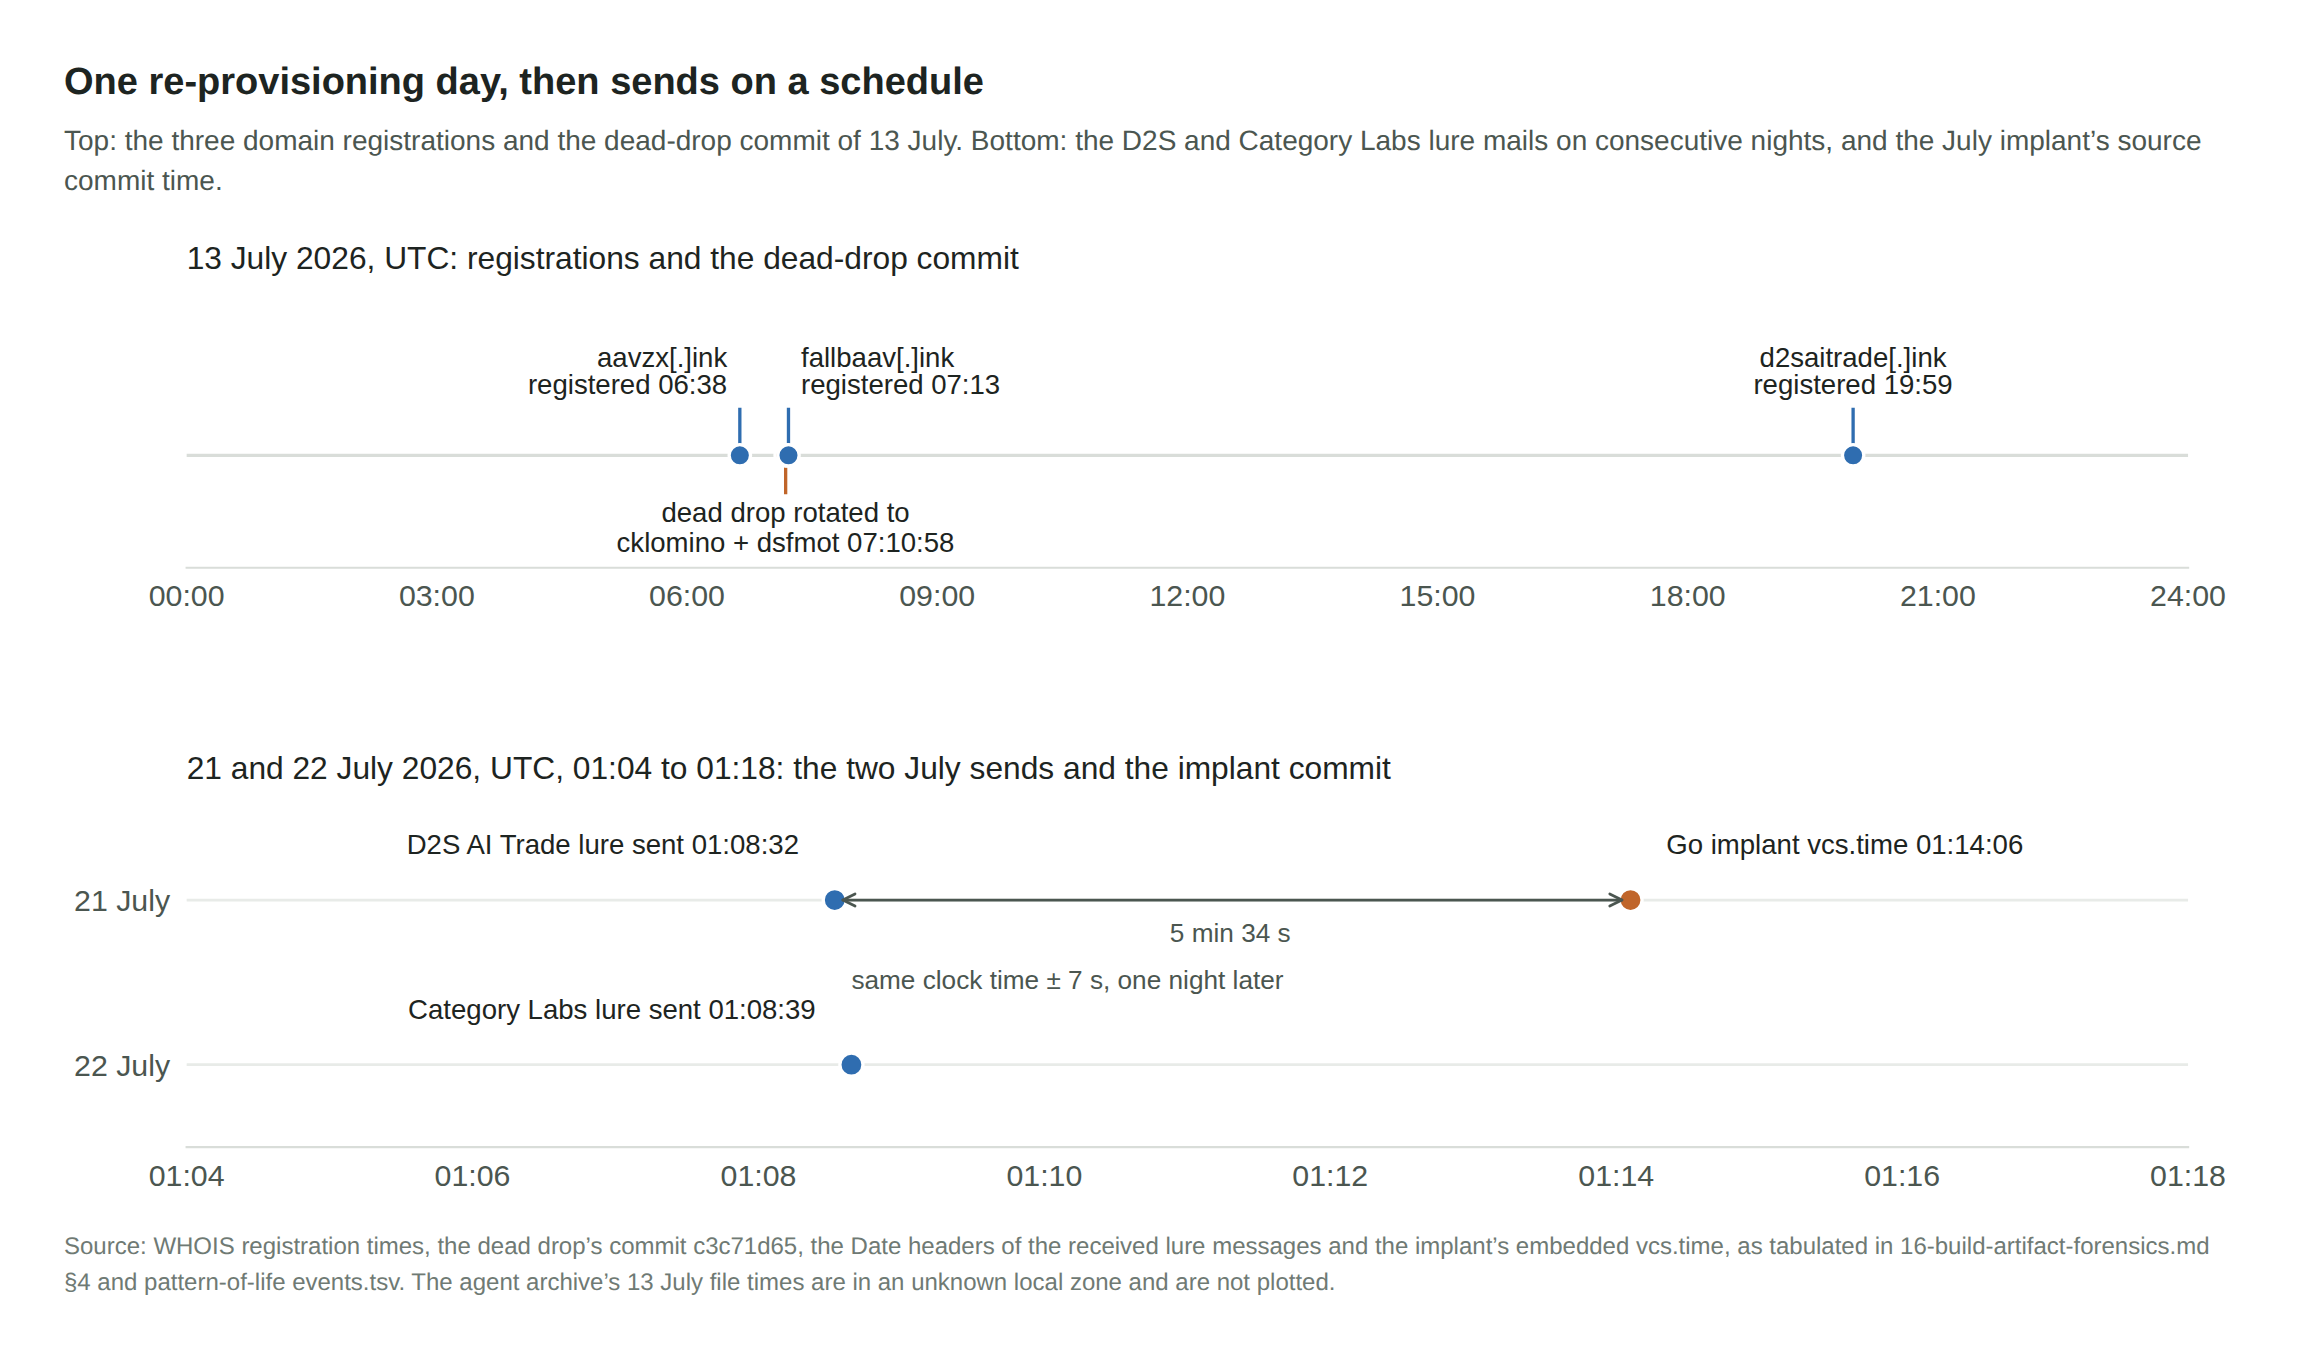 One re-provisioning day, then sends on a schedule
Top: the three domain registrations and the dead-drop commit of 13 July. Bottom: the D2S and Category Labs lure mails on consecutive nights, and the July implant’s source
commit time.
13 July 2026, UTC: registrations and the dead-drop commit
aavzx[.]ink
registered 06:38
fallbaav[.]ink
registered 07:13
d2saitrade[.]ink
registered 19:59
dead drop rotated to
cklomino + dsfmot 07:10:58
00:00 03:00 06:00 09:00 12:00 15:00 18:00 21:00 24:00
21 and 22 July 2026, UTC, 01:04 to 01:18: the two July sends and the implant commit
D2S AI Trade lure sent 01:08:32
Go implant vcs.time 01:14:06
21 July
5 min 34 s
same clock time ± 7 s, one night later
Category Labs lure sent 01:08:39
22 July
01:04 01:06 01:08 01:10 01:12 01:14 01:16 01:18
Source: WHOIS registration times, the dead drop’s commit c3c71d65, the Date headers of the received lure messages and the implant’s embedded vcs.time, as tabulated in 16-build-artifact-forensics.md
§4 and pattern-of-life events.tsv. The agent archive’s 13 July file times are in an unknown local zone and are not plotted.